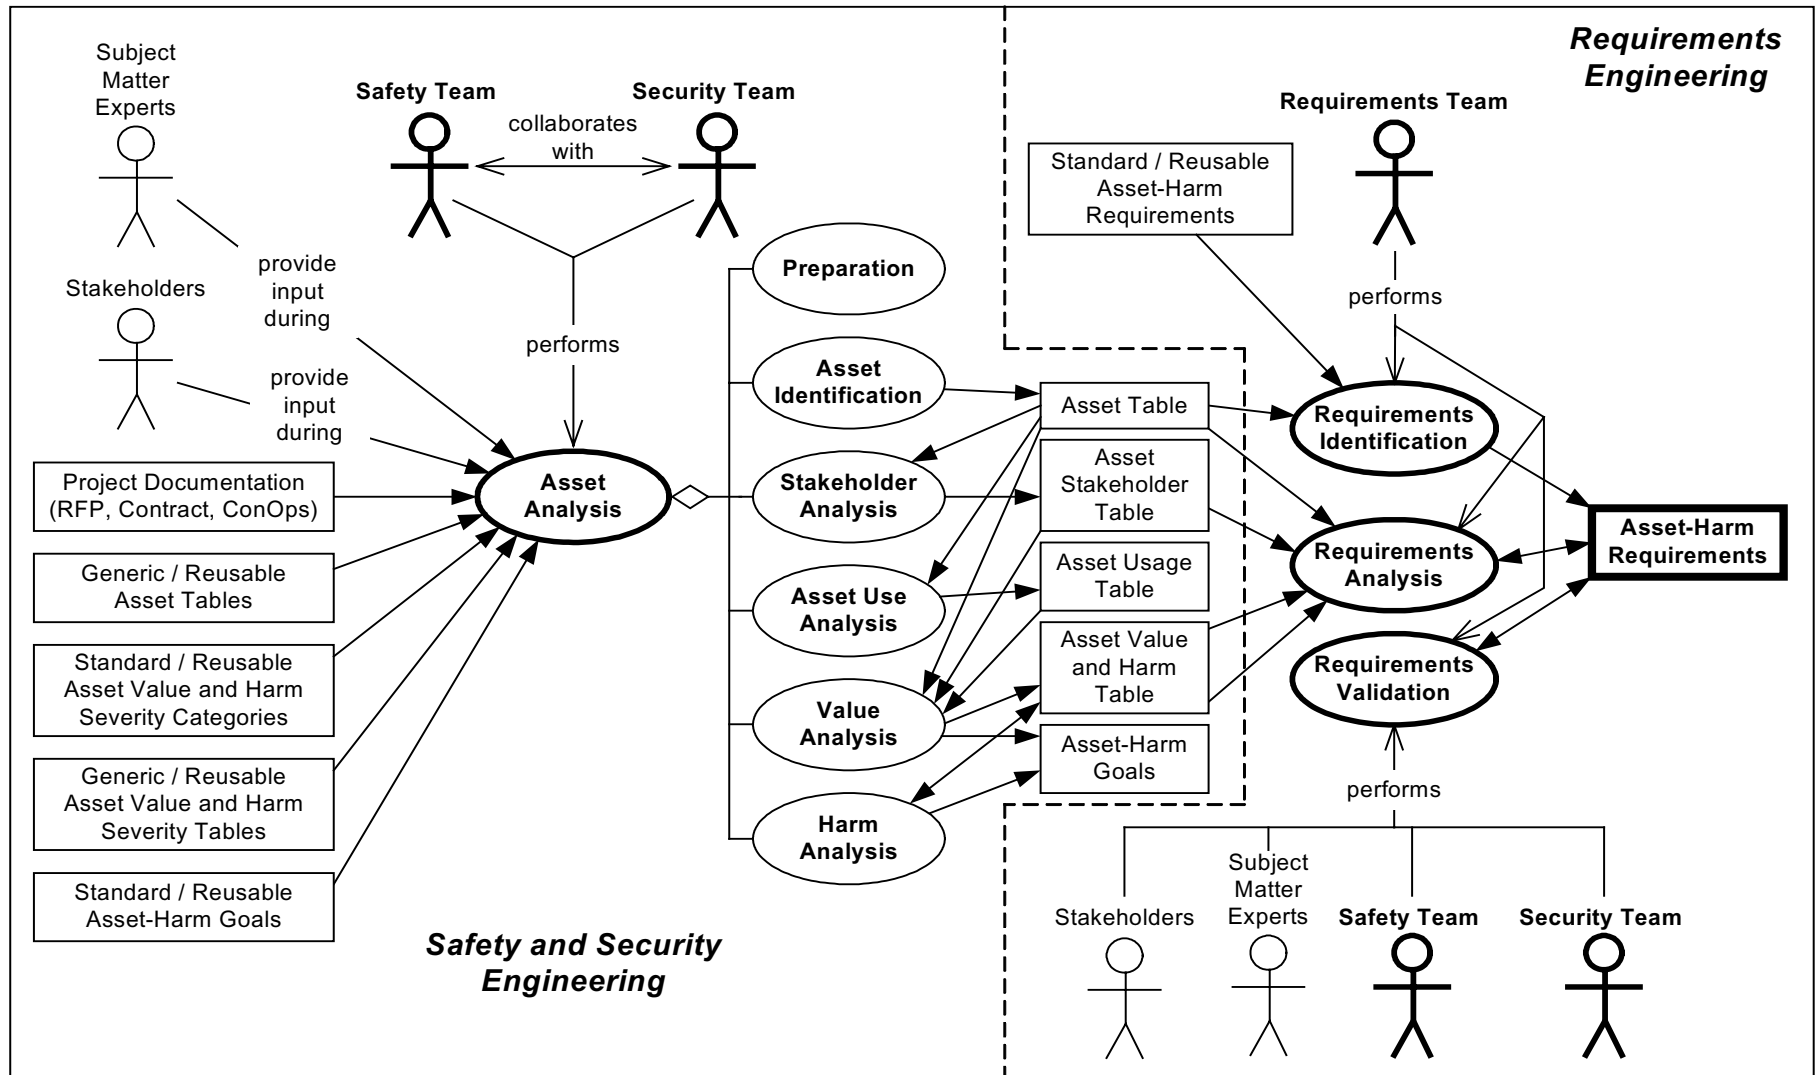 Requirements
Engineering
Subject
Matter
Experts
Safety Team
Security Team
collaborates
with
Requirements Team
Standard / Reusable
Asset-Harm
Requirements
Stakeholders
provide
input
during
provide
input
during
performs
performs
Preparation
Asset
Identification
Stakeholder
Analysis
Asset Use
Analysis
Value
Analysis
Harm
Analysis
Asset
Analysis
Project Documentation
(RFP, Contract, ConOps)
Generic / Reusable
Asset Tables
Standard / Reusable
Asset Value and Harm
Severity Categories
Generic / Reusable
Asset Value and Harm
Severity Tables
Standard / Reusable
Asset-Harm Goals
Asset Table
Asset
Stakeholder
Table
Asset Usage
Table
Asset Value
and Harm
Table
Asset-Harm
Goals
Requirements
Identification
Requirements
Analysis
Requirements
Validation
Asset-Harm
Requirements
performs
Stakeholders
Subject
Matter
Experts
Safety Team
Security Team
Safety and Security
Engineering